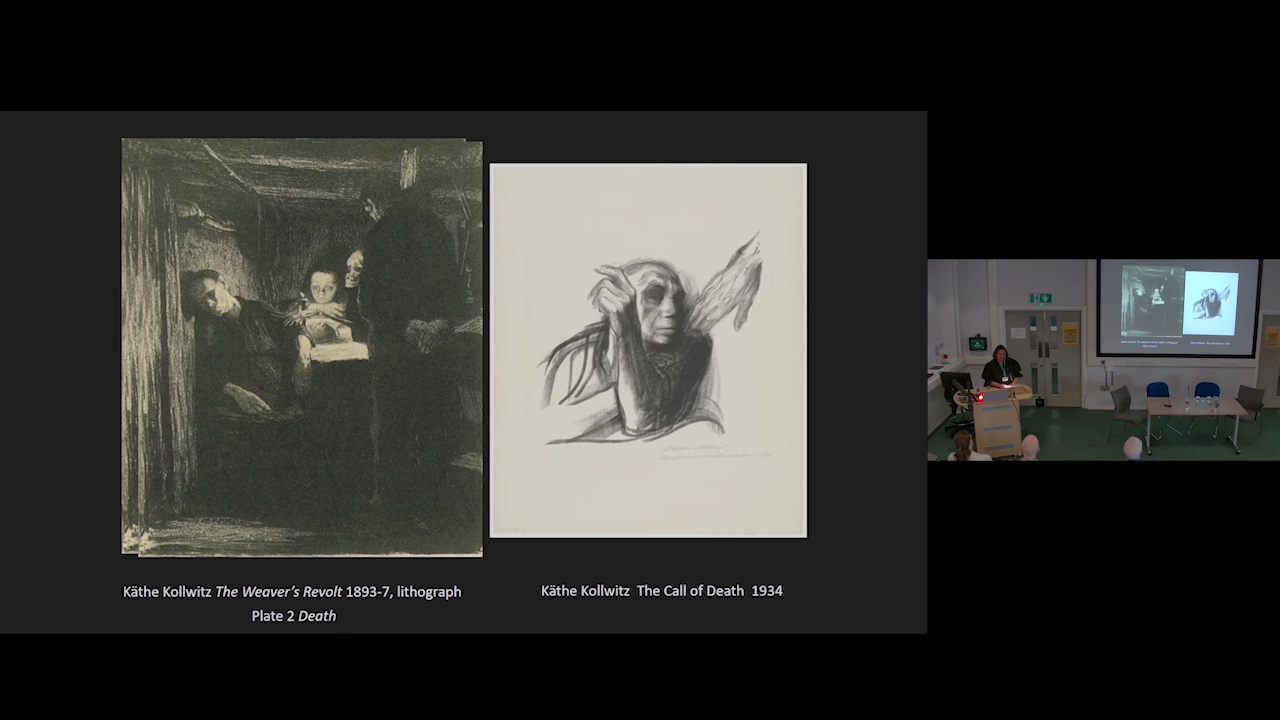 Käthe Kollwitz The Weaver's Revolt 1893-7, lithograph
Plate 2 Death
Käthe Kollwitz The Call of Death 1934